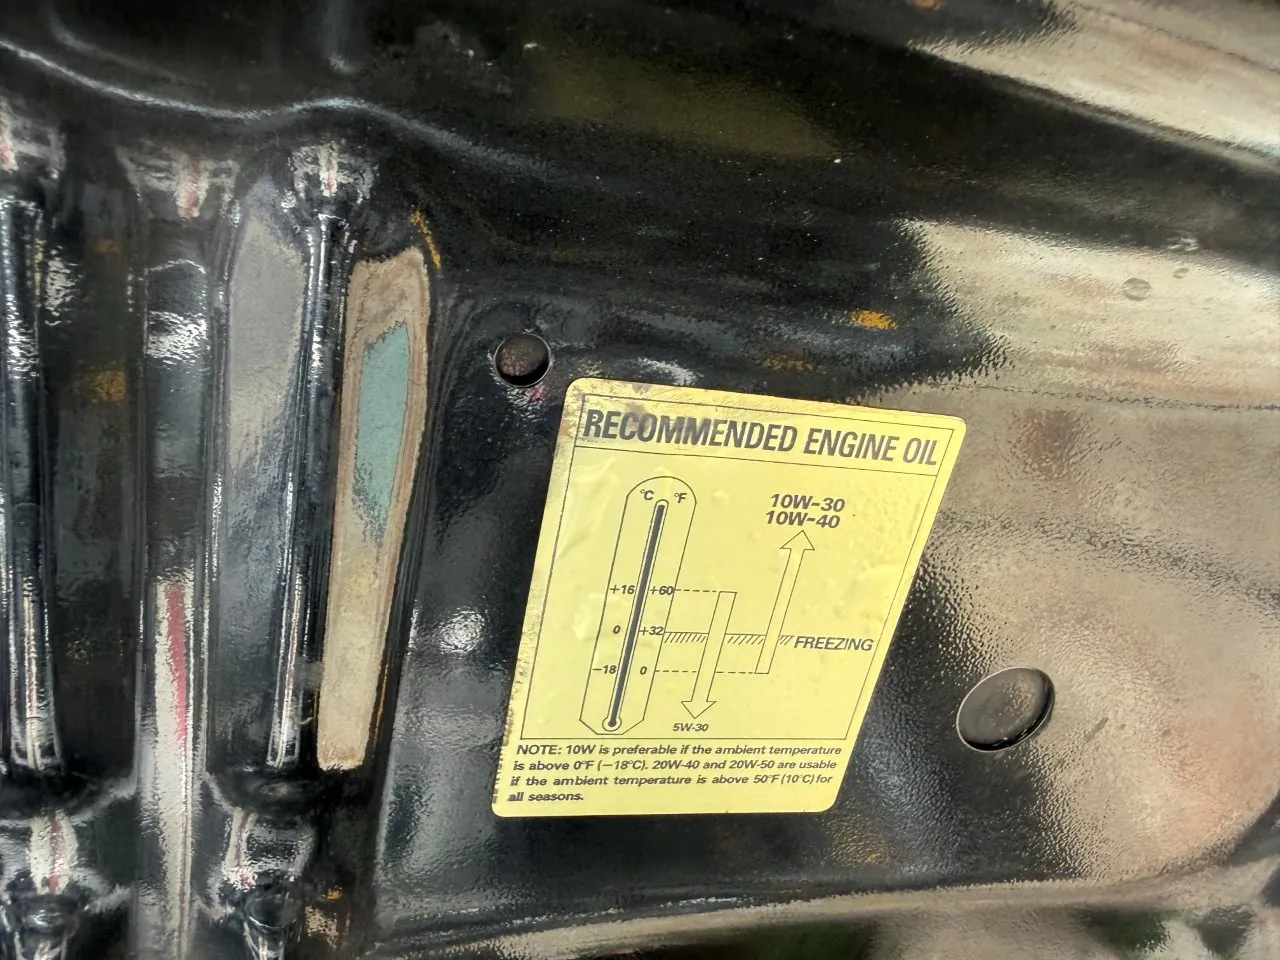 RECOMMENDED ENGINE OIL
°C °F
10W-30
10W-40
+16 +60
0 +32
FREEZING
-18 0
5W-30
NOTE: 10W is preferable if the ambient temperature
is above 0°F (-18°C). 20W-40 and 20W-50 are usable
if the ambient temperature is above 50°F (10°C) for
all seasons.